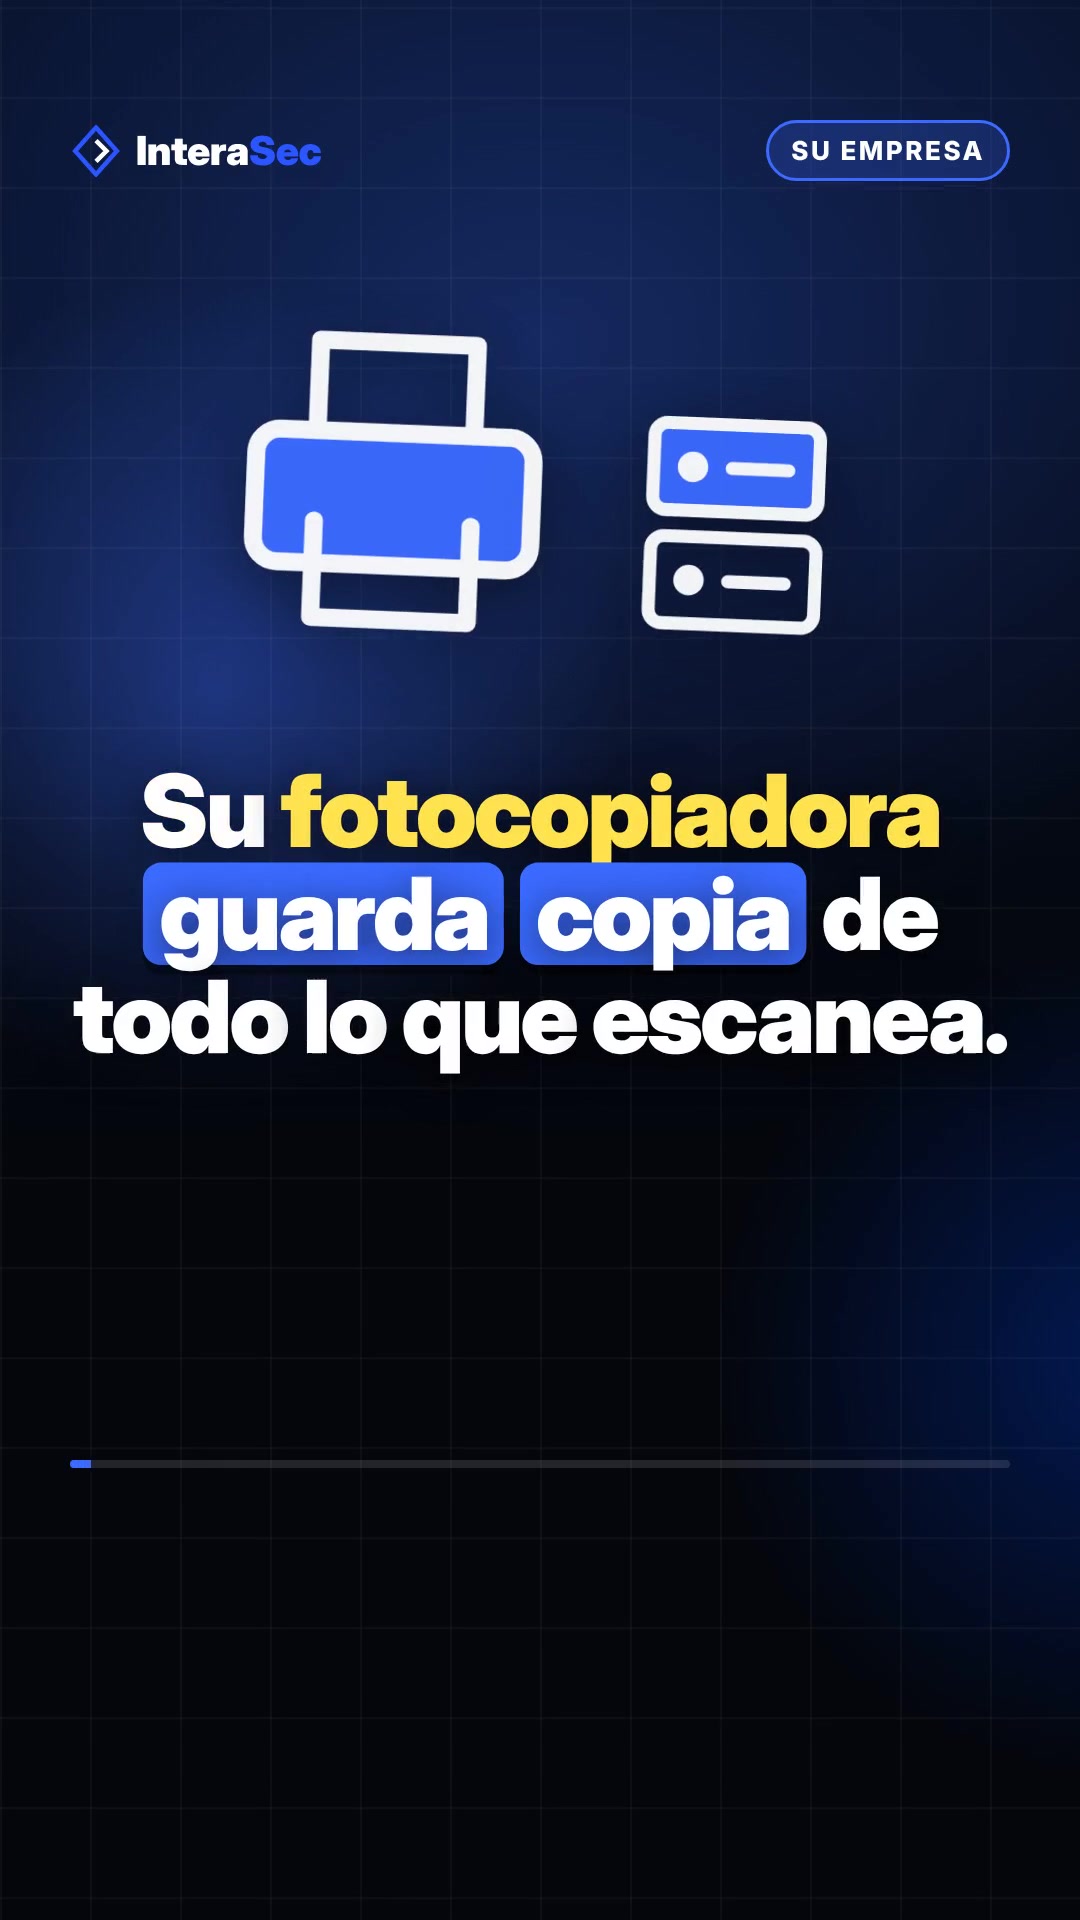 InteraSec
SU EMPRESA
Su fotocopiadora
guarda copia de
todo lo que escanea.